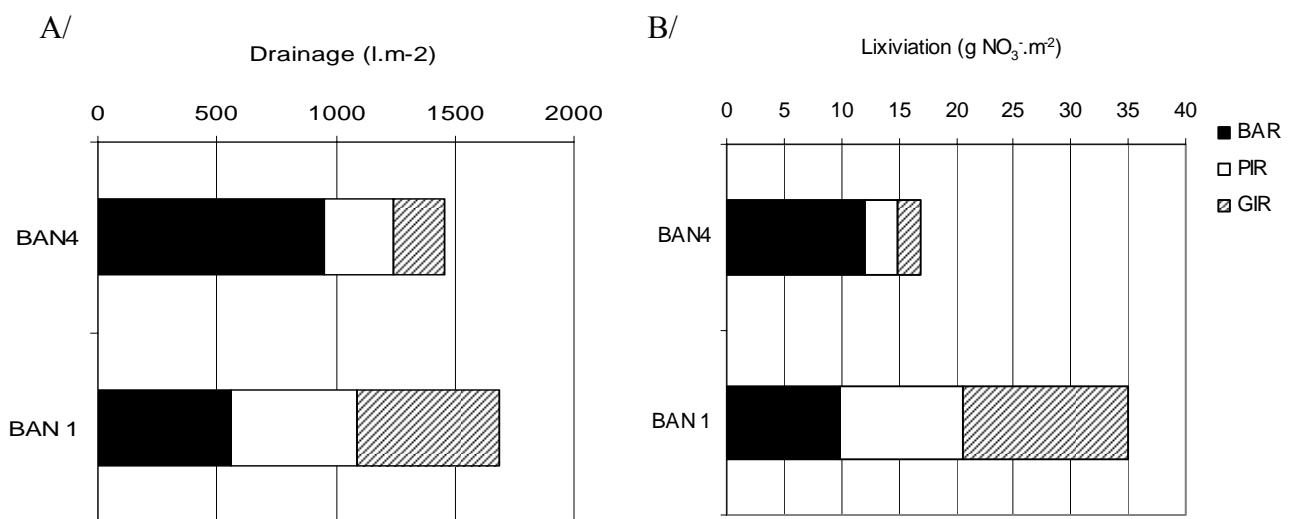 A/
Drainage (l.m-2)
0 500 1000 1500 2000
BAN4
BAN 1
B/
Lixiviation (g NO₃⁻.m⁻²)
0 5 10 15 20 25 30 35 40
BAN4
BAN 1
BAR
PIR
GIR